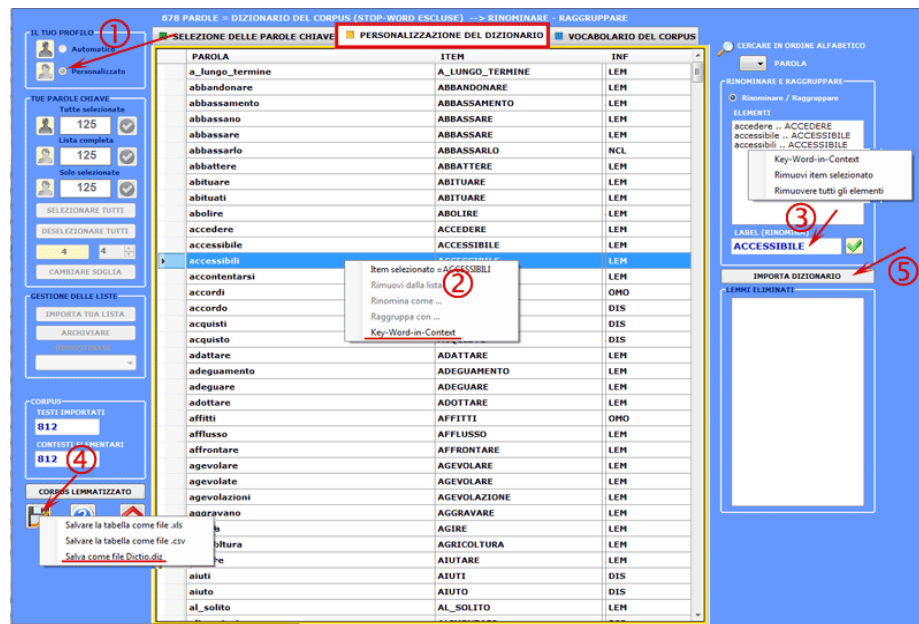 878 PAROLE = DIZIONARIO DEL CORPUS (STOP-WORD ESCLUSE) --> RINOMINARE - RAGGRUPPARE
IL TUO PROFILO
Automatico
Personalizzato
1
TUE PAROLE CHIAVE
Tutte selezionate
125
Lista completa
125
Solo selezionate
125
SELEZIONARE TUTTI
DESELEZIONARE TUTTI
4 4
CAMBIARE SOGLIA
GESTIONE DELLE LISTE
IMPORTA TUA LISTA
ARCHIVIARE
CORPUS
TESTI IMPORTATI
812
CONTESTI ELEMENTARI
812
4
CORPUS LEMMATIZZATO
Salvare la tabella come file .xls
Salvare la tabella come file .csv
Salva come file Dictio.diz
SELEZIONE DELLE PAROLE CHIAVE
PERSONALIZZAZIONE DEL DIZIONARIO
VOCABOLARIO DEL CORPUS
PAROLA ITEM INF
a_lungo_termine A_LUNGO_TERMINE LEM
abbandonare ABBANDONARE LEM
abbassamento ABBASSAMENTO LEM
abbassano ABBASSARE LEM
abbassare ABBASSARE LEM
abbassarlo ABBASSARLO NCL
abbattere ABBATTERE LEM
abituare ABITUARE LEM
abituati ABITUARE LEM
abolire ABOLIRE LEM
accedere ACCEDERE LEM
accessibile ACCESSIBILE LEM
accessibili LEM
accontentarsi LEM
accordi OMO
accordo DIS
acquisti DIS
acquisto DIS
adattare ADATTARE LEM
adeguamento ADEGUAMENTO LEM
adeguare ADEGUARE LEM
adottare ADOTTARE LEM
affitti AFFITTI OMO
afflusso AFFLUSSO LEM
affrontare AFFRONTARE LEM
agevolare AGEVOLARE LEM
agevolate AGEVOLARE LEM
agevolazioni AGEVOLAZIONE LEM
aggravano AGGRAVARE LEM
AGIRE LEM
AGRICOLTURA LEM
AIUTARE LEM
aiuti AIUTI DIS
aiuto AIUTO DIS
al_solito AL_SOLITO LEM
Item selezionato =ACCESSIBILI
Rimuovi dalla lista
Rinomina come ...
Raggruppa con ...
Key-Word-in-Context
2
CERCARE IN ORDINE ALFABETICO
PAROLA
RINOMINARE E RAGGRUPPARE
Rinominare / Raggruppare
ELEMENTI
accedere .. ACCEDERE
accessibile .. ACCESSIBILE
accessibili .. ACCESSIBILE
Key-Word-in-Context
Rimuovi item selezionato
Rimuovere tutti gli elementi
3
LABEL (RINOMINA)
ACCESSIBILE
IMPORTA DIZIONARIO
5
LEMMI ELIMINATI